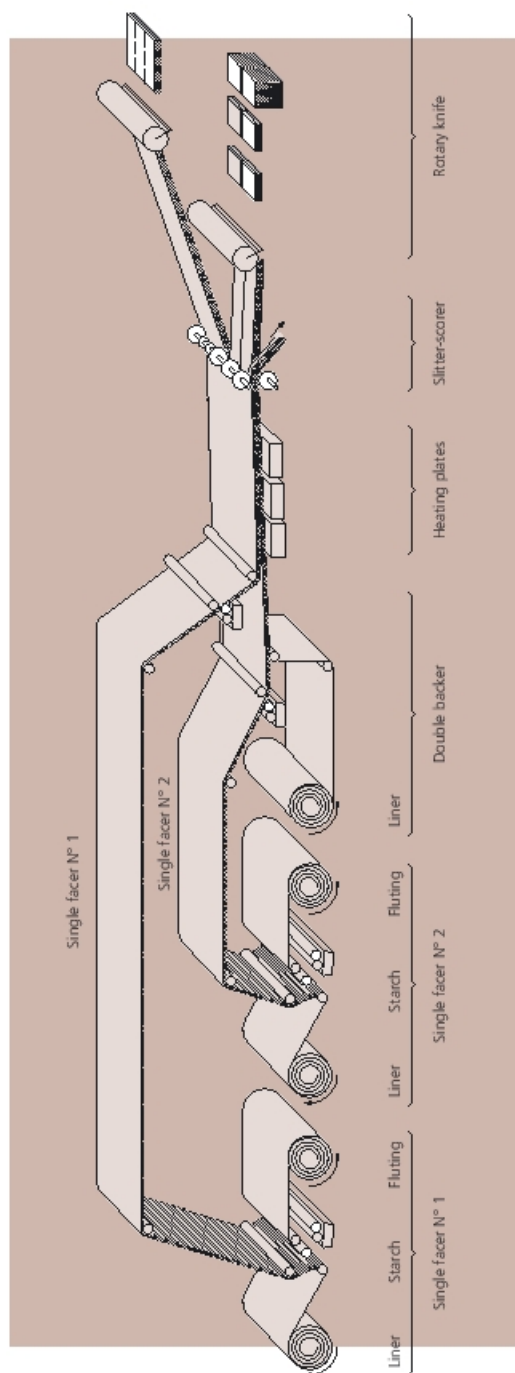 Single facer N° 1
Single facer N° 2
Liner
Starch
Fluting
Liner
Starch
Fluting
Liner
Single facer N° 1
Single facer N° 2
Double backer
Heating plates
Slitter-scorer
Rotary knife